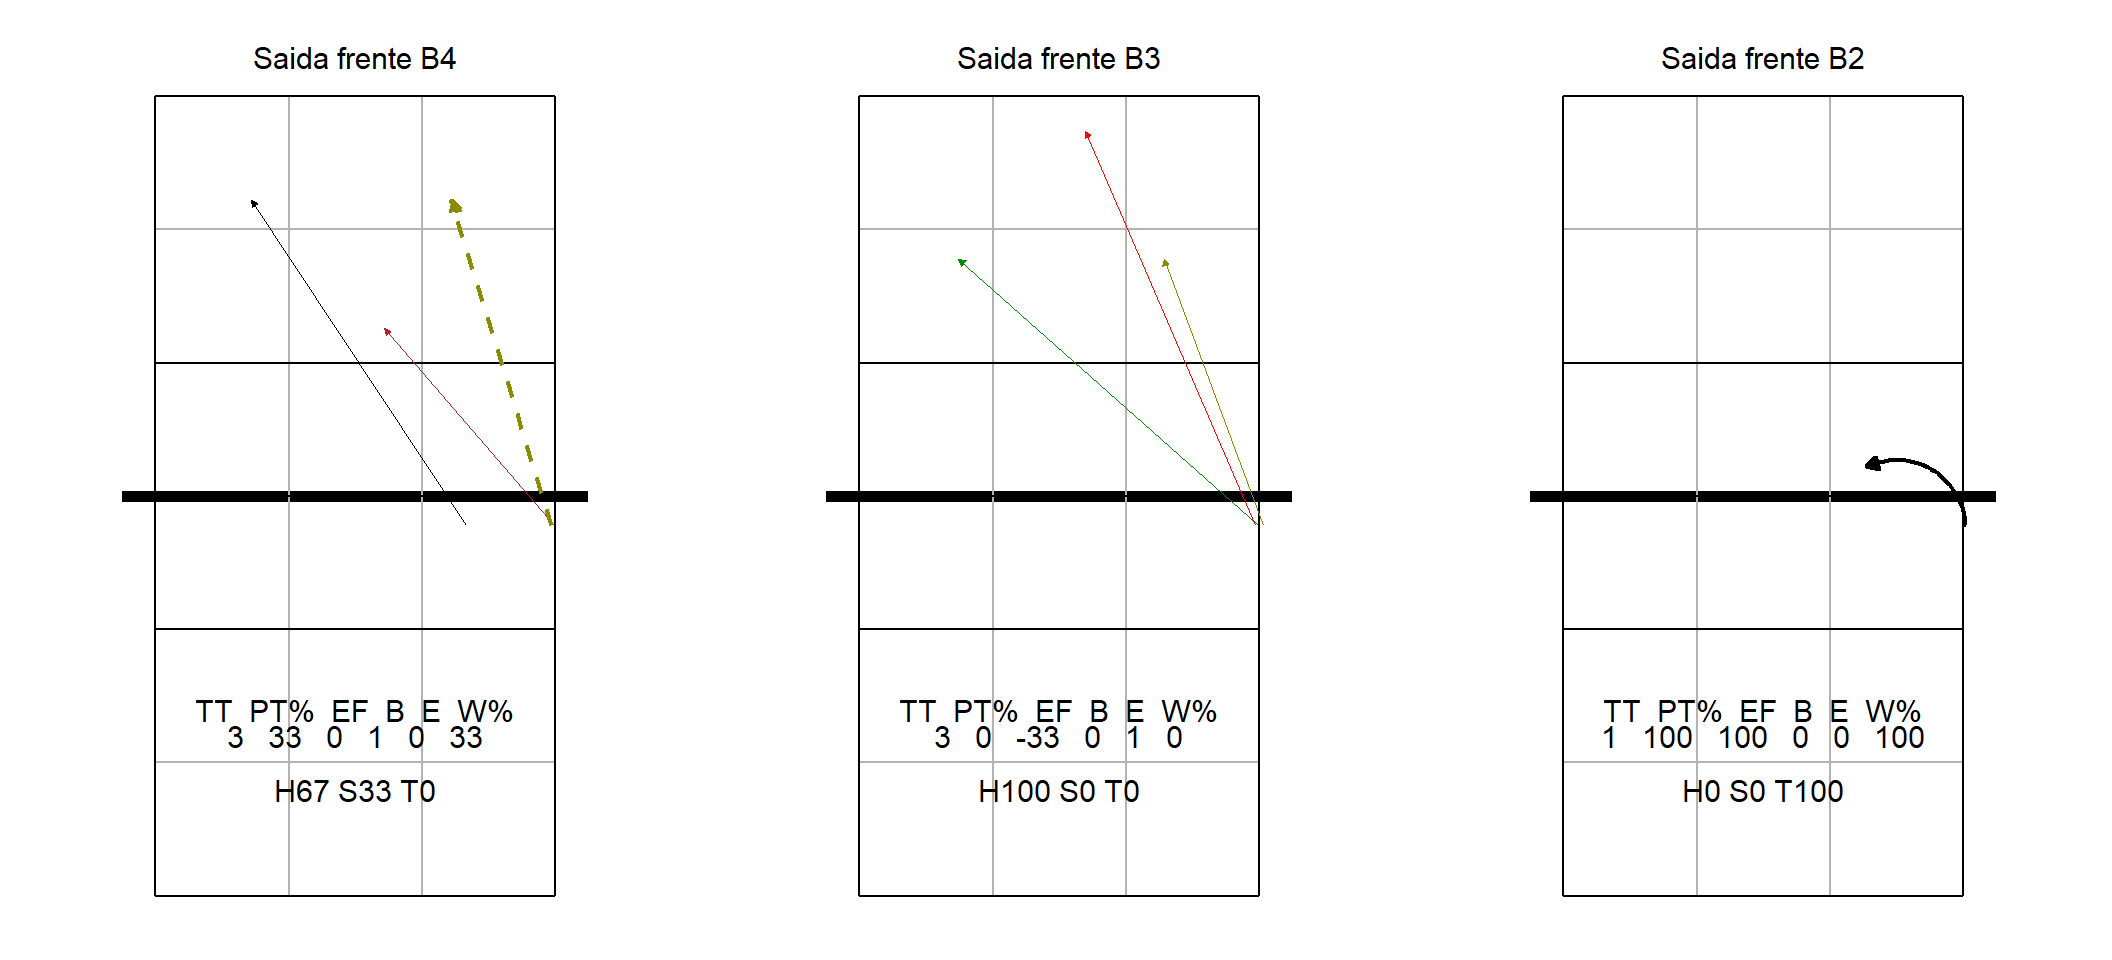 Saida frente B4
TT PT% EF B E W%
3 33 0 1 0 33
H67 S33 T0
Saida frente B3
TT PT% EF B E W%
3 0 -33 0 1 0
H100 S0 T0
Saida frente B2
TT PT% EF B E W%
1 100 100 0 0 100
H0 S0 T100